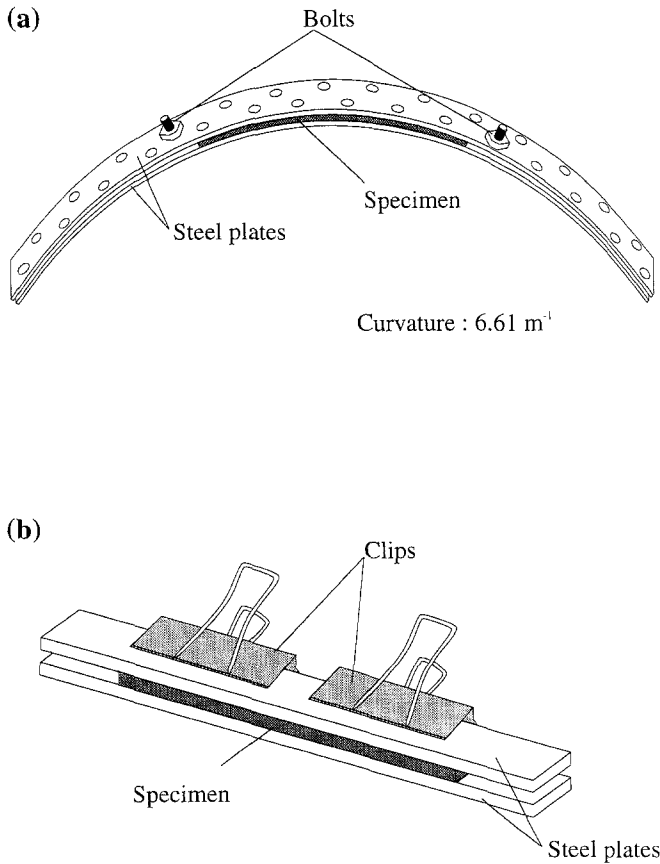 (a)
Bolts
Specimen
Steel plates
Curvature : 6.61 m⁻¹
(b)
Clips
Specimen
Steel plates